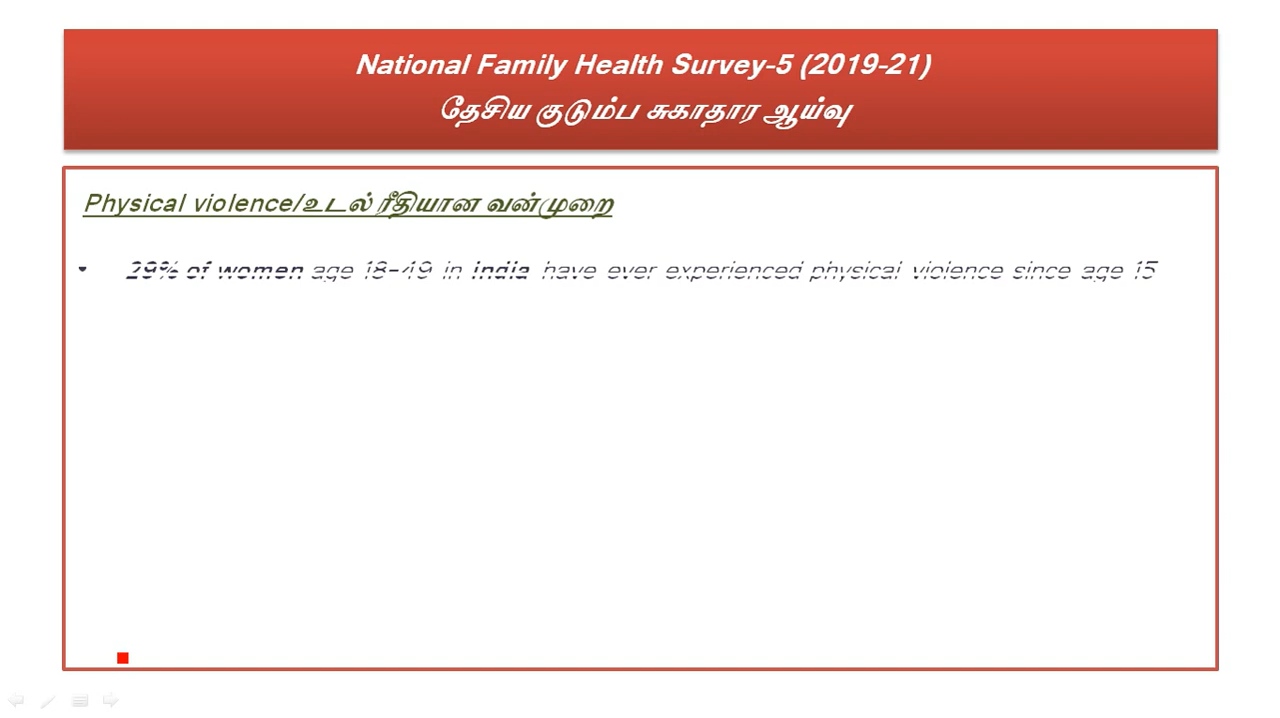 National Family Health Survey-5 (2019-21)
தேசிய குடும்ப சுகாதார ஆய்வு
Physical violence/உடல் ரீதியான வன்முறை
• 29% of women age 18-49 in india have ever experienced physical violence since age 15